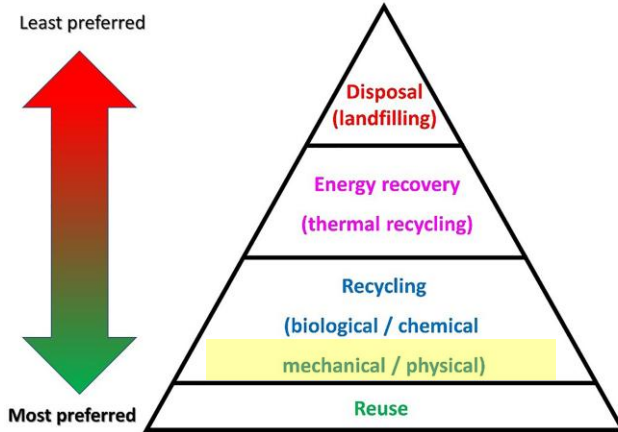 Least preferred
Disposal
(landfilling)
Energy recovery
(thermal recycling)
Recycling
(biological / chemical
mechanical / physical)
Most preferred
Reuse